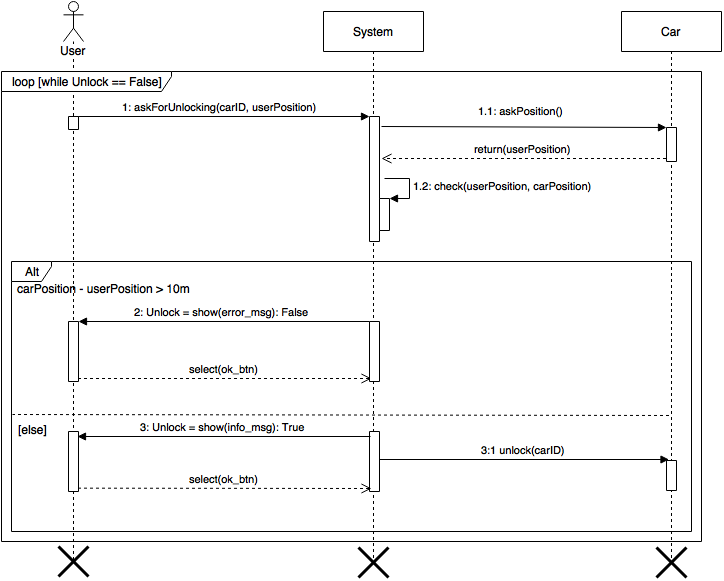 User
System
Car
loop [while Unlock == False]
1: askForUnlocking(carID, userPosition)
1.1: askPosition()
return(userPosition)
1.2: check(userPosition, carPosition)
Alt
carPosition - userPosition > 10m
2: Unlock = show(error_msg): False
select(ok_btn)
[else]
3: Unlock = show(info_msg): True
3:1 unlock(carID)
select(ok_btn)